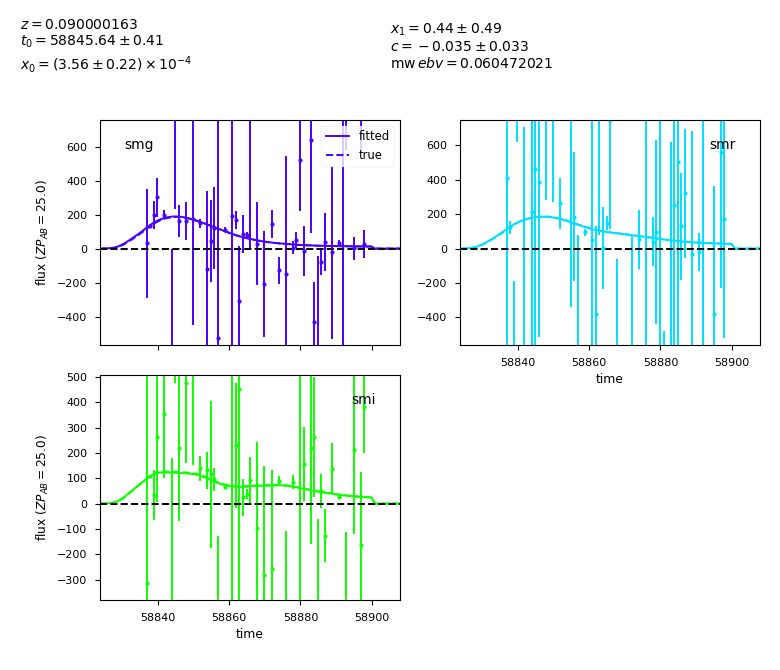 z = 0.090000163
t₀ = 58845.64 ± 0.41
x₀ = (3.56 ± 0.22) × 10⁻⁴
x₁ = 0.44 ± 0.49
c = −0.035 ± 0.033
mw ebv = 0.060472021
smg
fitted
true
600
400
200
0
−200
−400
flux (ZP_AB = 25.0)
smr
600
400
200
0
−200
−400
58840
58860
58880
58900
time
smi
500
400
300
200
100
0
−100
−200
−300
flux (ZP_AB = 25.0)
58840
58860
58880
58900
time